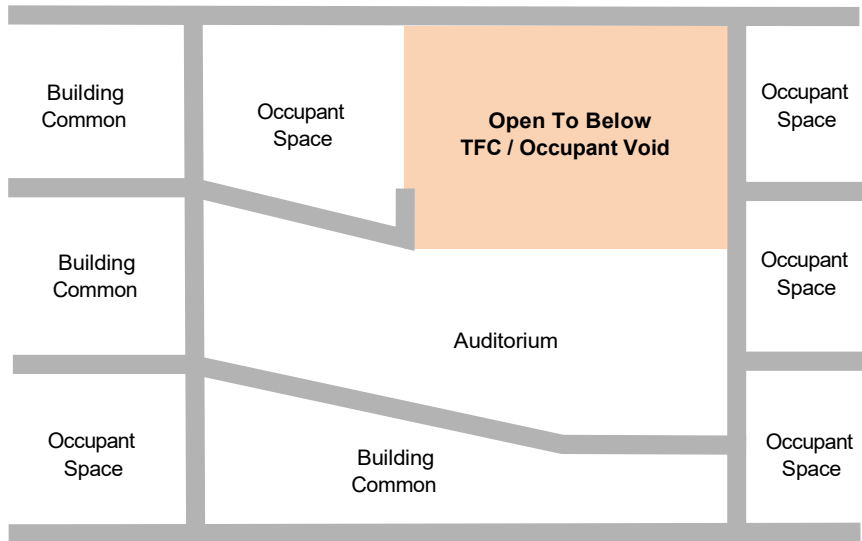 Building
Common
Occupant
Space
Open To Below
TFC / Occupant Void
Occupant
Space
Building
Common
Occupant
Space
Auditorium
Occupant
Space
Building
Common
Occupant
Space